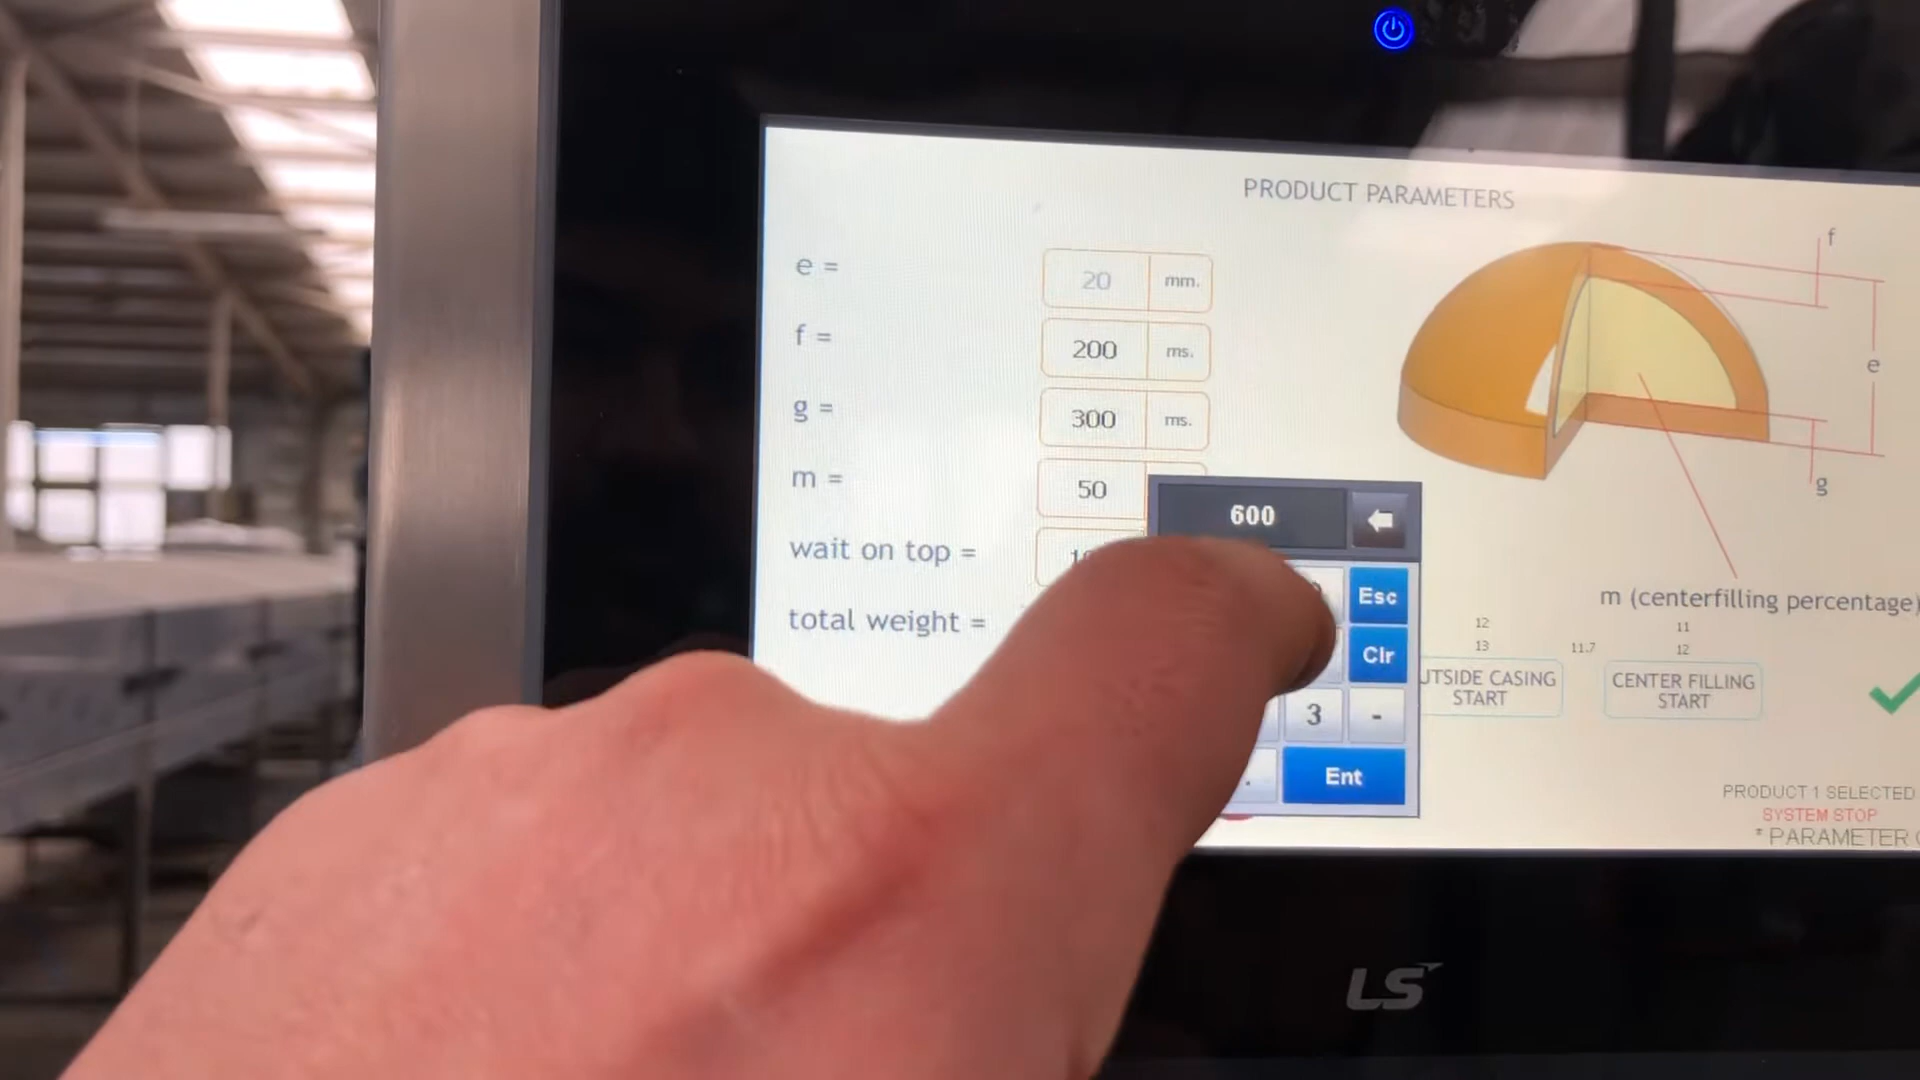 PRODUCT PARAMETERS
e =
20
mm.
f =
200
ms.
g =
300
ms.
m =
50
wait on top =
total weight =
600
Esc
Clr
3
-
.
Ent
f
e
g
m (centerfilling percentage)
12
13
11.7
11
12
UTSIDE CASING
START
CENTER FILLING
START
PRODUCT 1 SELECTED
SYSTEM STOP
* PARAMETER
LS